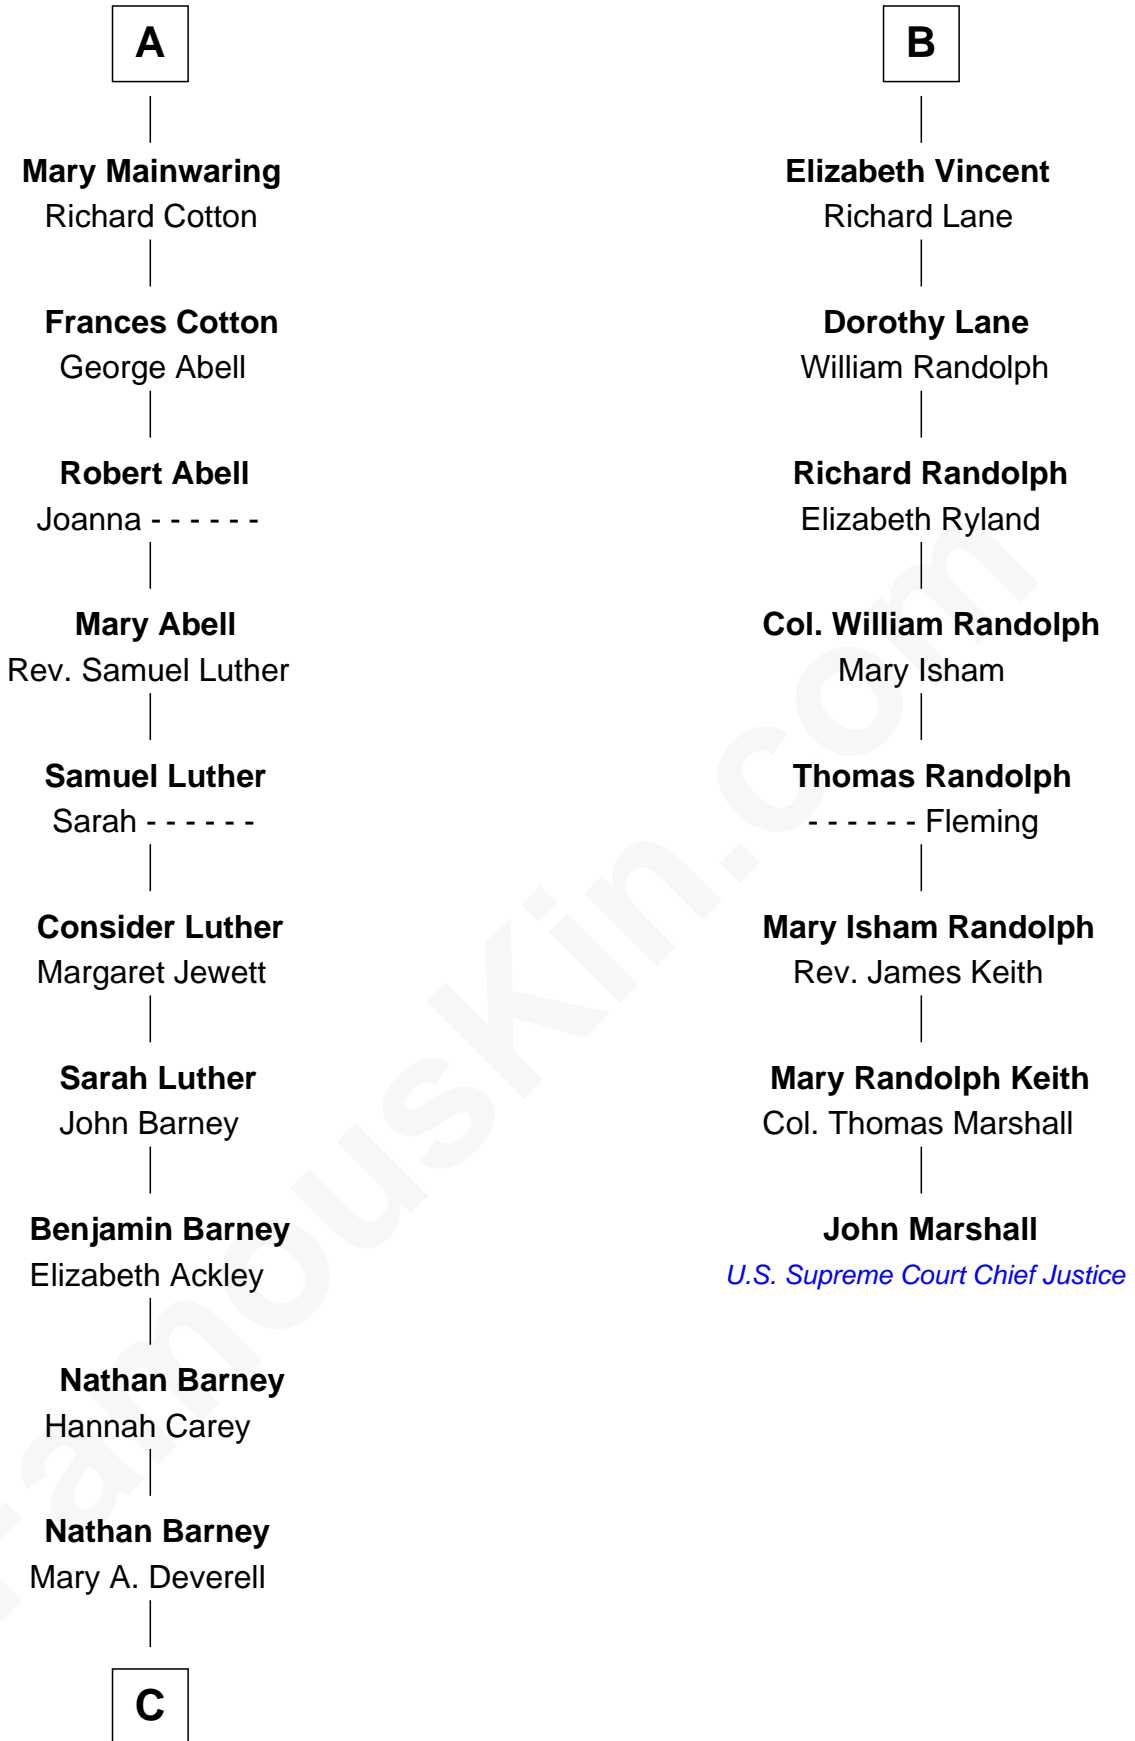 A
Mary Mainwaring
Richard Cotton
Frances Cotton
George Abell
Robert Abell
Joanna - - - - - -
Mary Abell
Rev. Samuel Luther
Samuel Luther
Sarah - - - - - -
Consider Luther
Margaret Jewett
Sarah Luther
John Barney
Benjamin Barney
Elizabeth Ackley
Nathan Barney
Hannah Carey
Nathan Barney
Mary A. Deverell
C
B
Elizabeth Vincent
Richard Lane
Dorothy Lane
William Randolph
Richard Randolph
Elizabeth Ryland
Col. William Randolph
Mary Isham
Thomas Randolph
- - - - - - Fleming
Mary Isham Randolph
Rev. James Keith
Mary Randolph Keith
Col. Thomas Marshall
John Marshall
U.S. Supreme Court Chief Justice
FamousKin.com